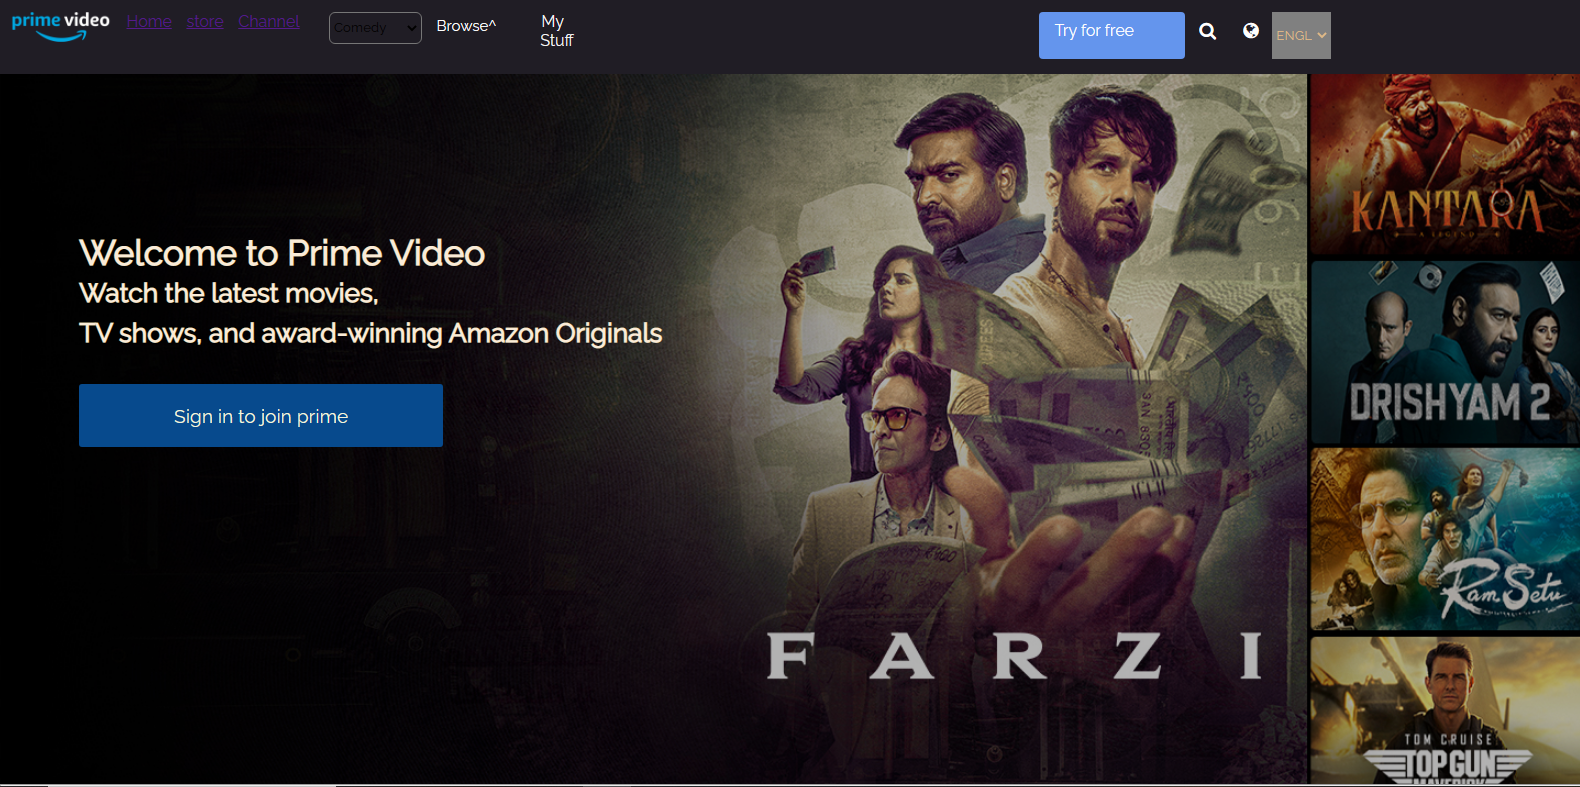 prime video
Home store Channel
Comedy
Browse^
My
Stuff
Try for free
ENGL
KANTARA
A LEGEND
Welcome to Prime Video
Watch the latest movies,
TV shows, and award-winning Amazon Originals
DRISHYAM 2
Sign in to join prime
Ram Setu
FARZI
TOM CRUISE
TOP GUN
MAVERICK